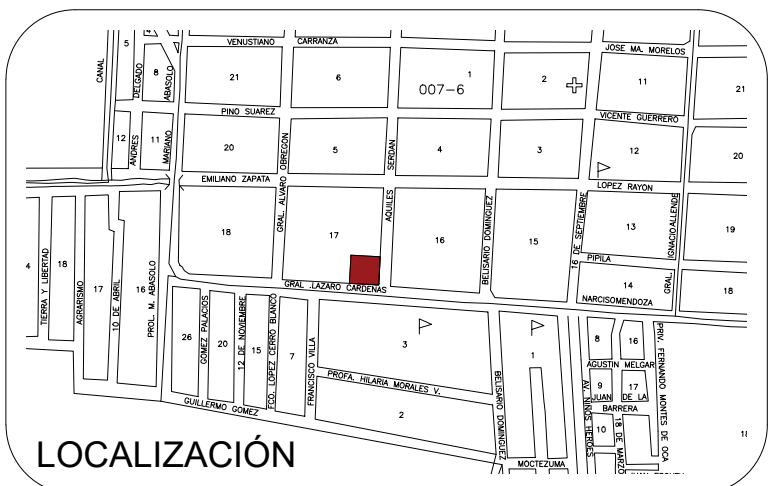 VENUSTIANO CARRANZA
JOSE MA. MORELOS
CANAL
5
DELGADO
8
ABASOLO
21
6
1
007-6
2
11
21
PINO SUAREZ
VICENTE GUERRERO
12
ANDRES
11
MARIANO
20
OBREGON
5
SERDAN
4
3
12
20
EMILIANO ZAPATA
LOPEZ RAYON
GRAL. ALVARO
AQUILES
BELISARIO DOMINGUEZ
16 DE SEPTIEMBRE
IGNACIO ALLENDE
18
17
16
15
13
19
PIPILA
GRAL.
14
18
GRAL .LAZARO CARDENAS
NARCISOMENDOZA
4
TIERRA Y LIBERTAD
18
AGRARISMO
17
10 DE ABRIL
16
PROL. M. ABASOLO
26
GOMEZ PALACIOS
20
12 DE NOVIEMBRE
15
FCO. LOPEZ CERRO BLANCO
7
FRANCISCO VILLA
3
1
8
16
AGUSTIN MELGAR
PRIV. FERNANDO MONTES DE OCA
PROFA. HILARIA MORALES V.
BELISARIO DOMINGUEZ
AV. NIÑOS HEROES
9
17
JUAN DE LA
BARRERA
GUILLERMO GOMEZ
2
10
18 DE MARZO
MOCTEZUMA
LOCALIZACIÓN